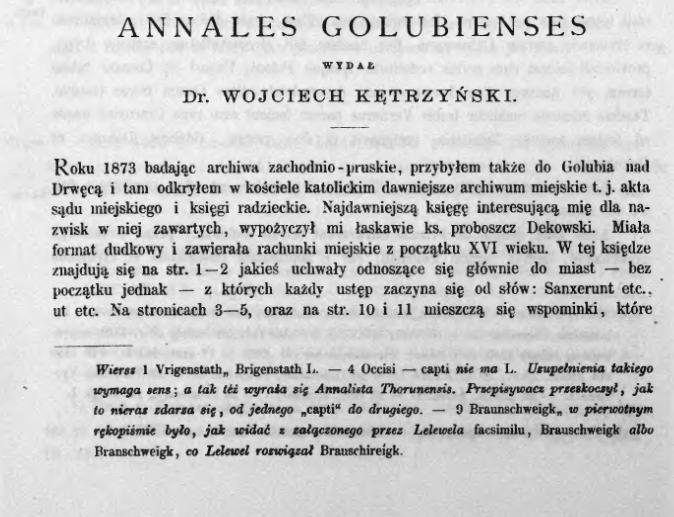 ANNALES GOLUBIENSES
WYDAŁ
Dr. WOJCIECH KĘTRZYŃSKI.
Roku 1873 badając archiwa zachodnio-pruskie, przybyłem także do Golubia nad
Drwęcą i tam odkryłem w kościele katolickim dawniejsze archiwum miejskie t. j. akta
sądu miejskiego i księgi radzieckie. Najdawniejszą księgę interesującą mię dla na-
zwisk w niej zawartych, wypożyczył mi łaskawie ks. proboszcz Dekowski. Miała
format dudkowy i zawierała rachunki miejskie z początku XVI wieku. W tej księdze
znajdują się na str. 1—2 jakieś uchwały odnoszące się głównie do miast — bez
początku jednak — z których każdy ustęp zaczyna się od słów: Sanxerunt etc..
ut etc. Na stronicach 3—5, oraz na str. 10 i 11 mieszczą się wspominki, które
Wiersz 1 Vrigenstath„ Brigenstath L. — 4 Occisi — capti nie ma L. Uzupełnienia takiego
wymaga sens; a tak téż wyraża się Annalista Thorunensis. Przepisywacz przeskoczył, jak
to nieraz zdarza się, od jednego „capti“ do drugiego. — 9 Braunschweigk„ w pierwotnym
rękopiśmie było, jak widać z załączonego przez Lelewela facsimilu, Brauschweigk albo
Branschweigk, co Lelewel rozwiązał Brauschireigk.